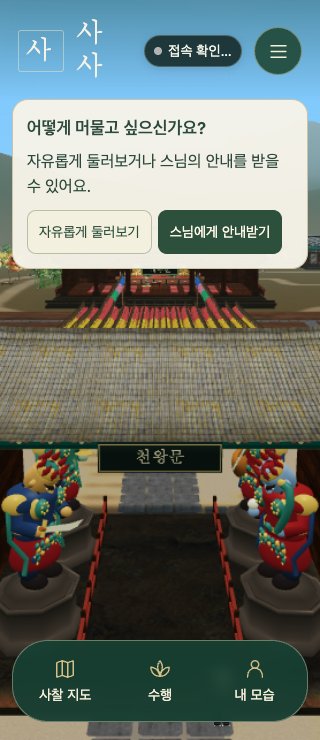 사
사
사
접속 확인...
어떻게 머물고 싶으신가요?
자유롭게 둘러보거나 스님의 안내를 받을
수 있어요.
자유롭게 둘러보기
스님에게 안내받기
천왕문
사찰 지도
수행
내 모습